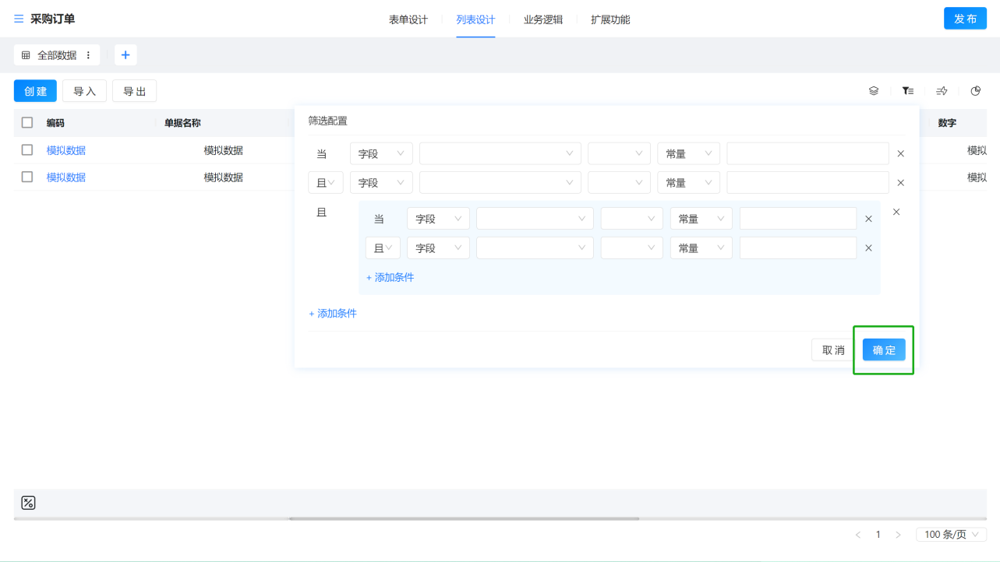 采购订单 表单设计 列表设计 业务逻辑 扩展功能 发布
全部数据
创建 导入 导出
编码 单据名称 数字
模拟数据 模拟数据 模拟
模拟数据 模拟数据 模拟
筛选配置
当 字段 常量
且 字段 常量
且
当 字段 常量
且 字段 常量
+ 添加条件
+ 添加条件
取消 确定
1 100 条/页